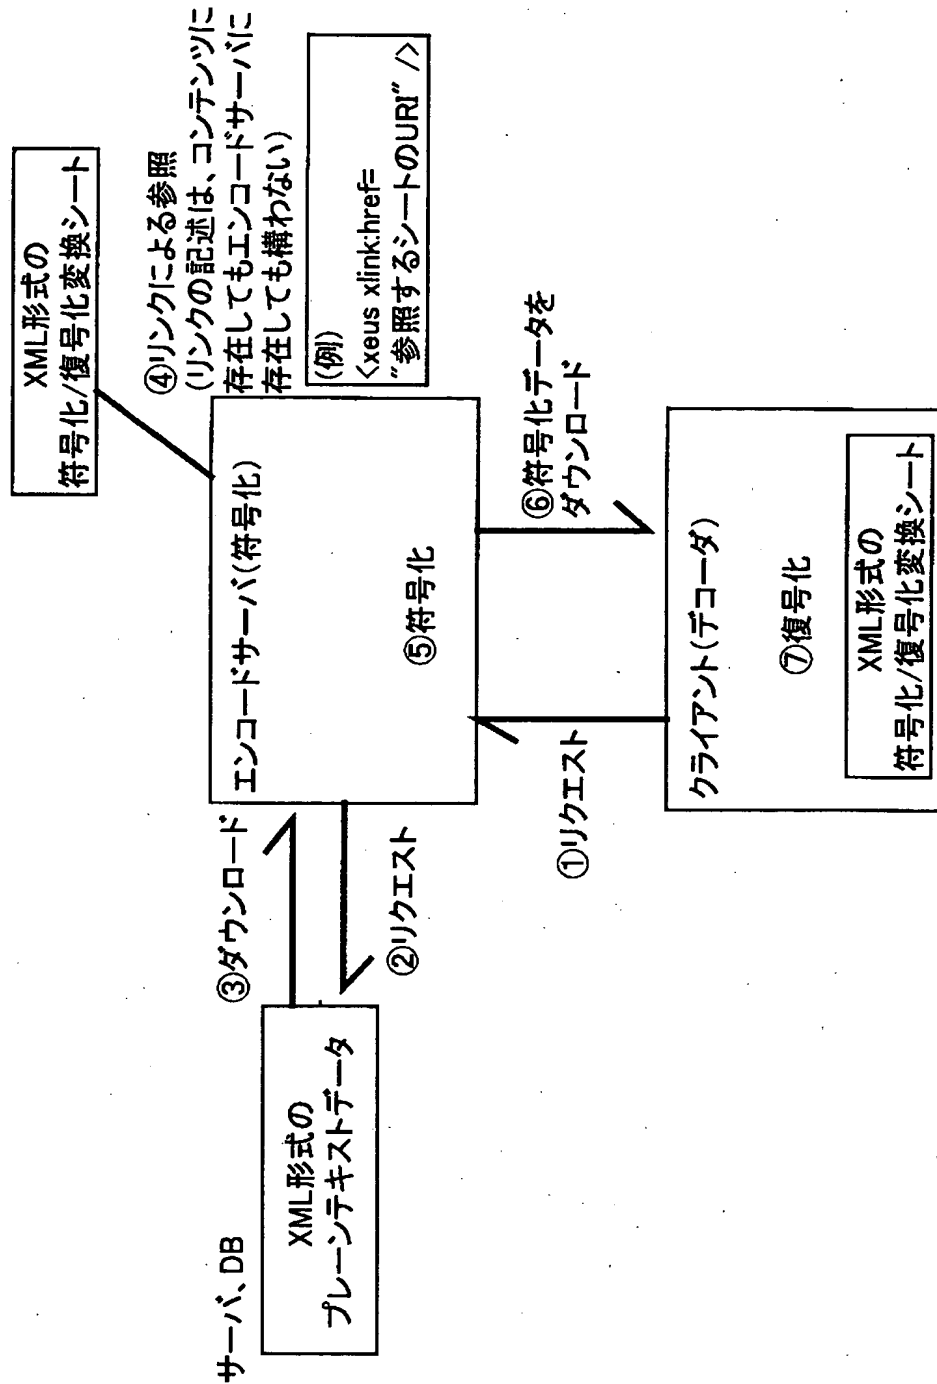 サーバ、DB
XML形式の
プレーンテキストデータ
③ダウンロード
②リクエスト
エンコードサーバ(符号化)
⑤符号化
XML形式の
符号化/復号化変換シート
④リンクによる参照
(リンクの記述は、コンテンツに
存在してもエンコードサーバに
存在しても構わない)
(例)
<xeus xlink:href=
"参照するシートのURI" />
①リクエスト
⑥符号化データを
ダウンロード
クライアント(デコーダ)
⑦復号化
XML形式の
符号化/復号化変換シート